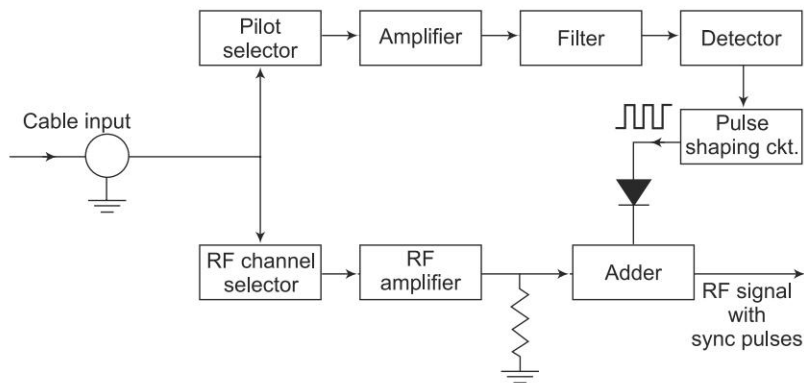 Pilot
selector
Amplifier
Filter
Detector
Cable input
Pulse
shaping ckt.
RF channel
selector
RF
amplifier
Adder
RF signal
with
sync pulses